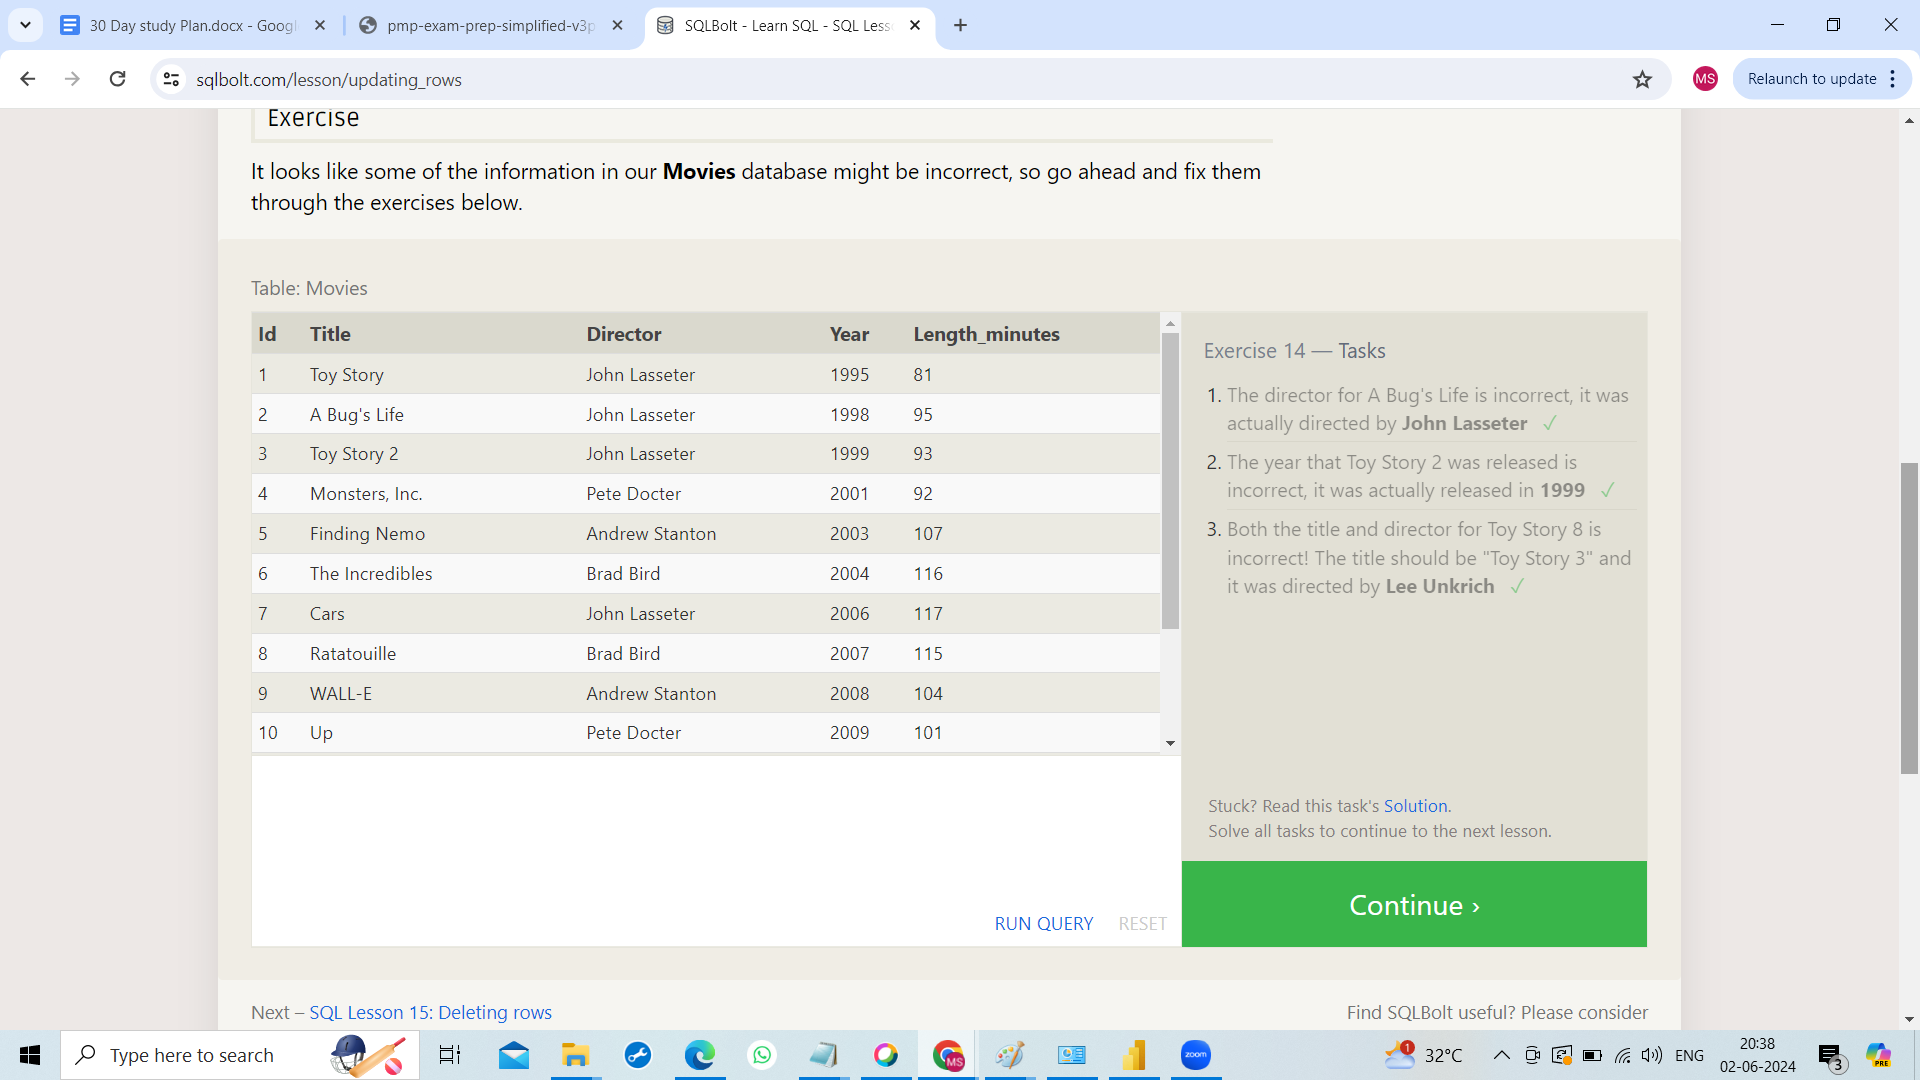 30 Day study Plan.docx - Googl
pmp-exam-prep-simplified-v3p
SQLBolt - Learn SQL - SQL Less
sqlbolt.com/lesson/updating_rows
MS
Relaunch to update
Exercise
It looks like some of the information in our Movies database might be incorrect, so go ahead and fix them
through the exercises below.
Table: Movies
Id Title Director Year Length_minutes
1 Toy Story John Lasseter 1995 81
2 A Bug's Life John Lasseter 1998 95
3 Toy Story 2 John Lasseter 1999 93
4 Monsters, Inc. Pete Docter 2001 92
5 Finding Nemo Andrew Stanton 2003 107
6 The Incredibles Brad Bird 2004 116
7 Cars John Lasseter 2006 117
8 Ratatouille Brad Bird 2007 115
9 WALL-E Andrew Stanton 2008 104
10 Up Pete Docter 2009 101
RUN QUERY RESET
Exercise 14 — Tasks
1. The director for A Bug's Life is incorrect, it was
actually directed by John Lasseter ✓
2. The year that Toy Story 2 was released is
incorrect, it was actually released in 1999 ✓
3. Both the title and director for Toy Story 8 is
incorrect! The title should be "Toy Story 3" and
it was directed by Lee Unkrich ✓
Stuck? Read this task's Solution.
Solve all tasks to continue to the next lesson.
Continue ›
Next – SQL Lesson 15: Deleting rows
Find SQLBolt useful? Please consider
Type here to search
MS
zoom
1
32°C
ENG
20:38
02-06-2024
3
PRE